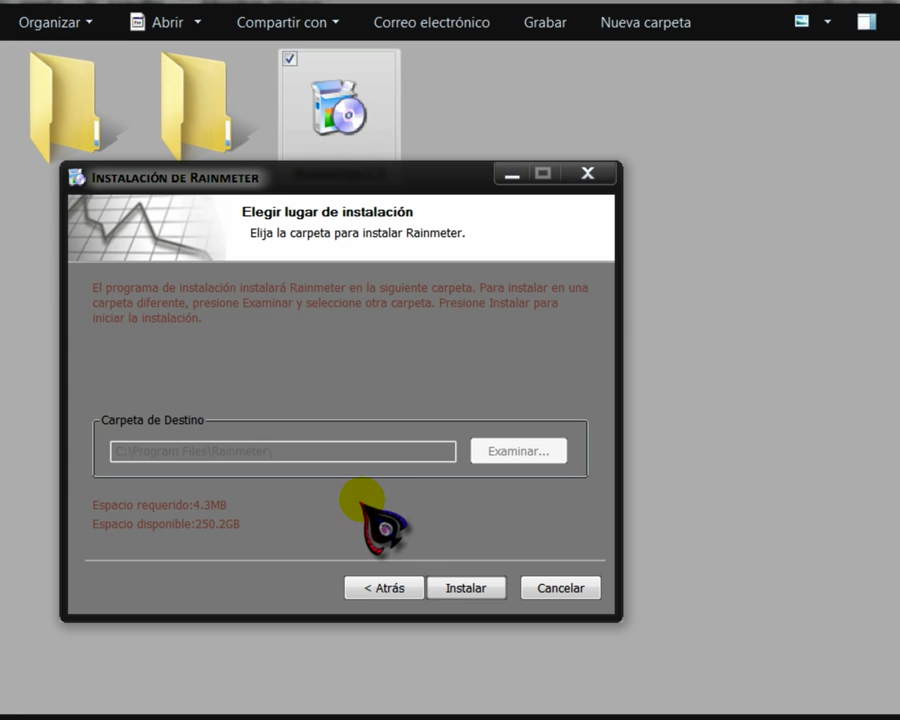 Organizar
Abrir
Compartir con
Correo electrónico
Grabar
Nueva carpeta
Instalación de Rainmeter
Elegir lugar de instalación
Elija la carpeta para instalar Rainmeter.
El programa de instalación instalará Rainmeter en la siguiente carpeta. Para instalar en una
carpeta diferente, presione Examinar y seleccione otra carpeta. Presione Instalar para
iniciar la instalación.
Carpeta de Destino
C:\Program Files\Rainmeter\
Examinar...
Espacio requerido:4.3MB
Espacio disponible:250.2GB
< Atrás
Instalar
Cancelar